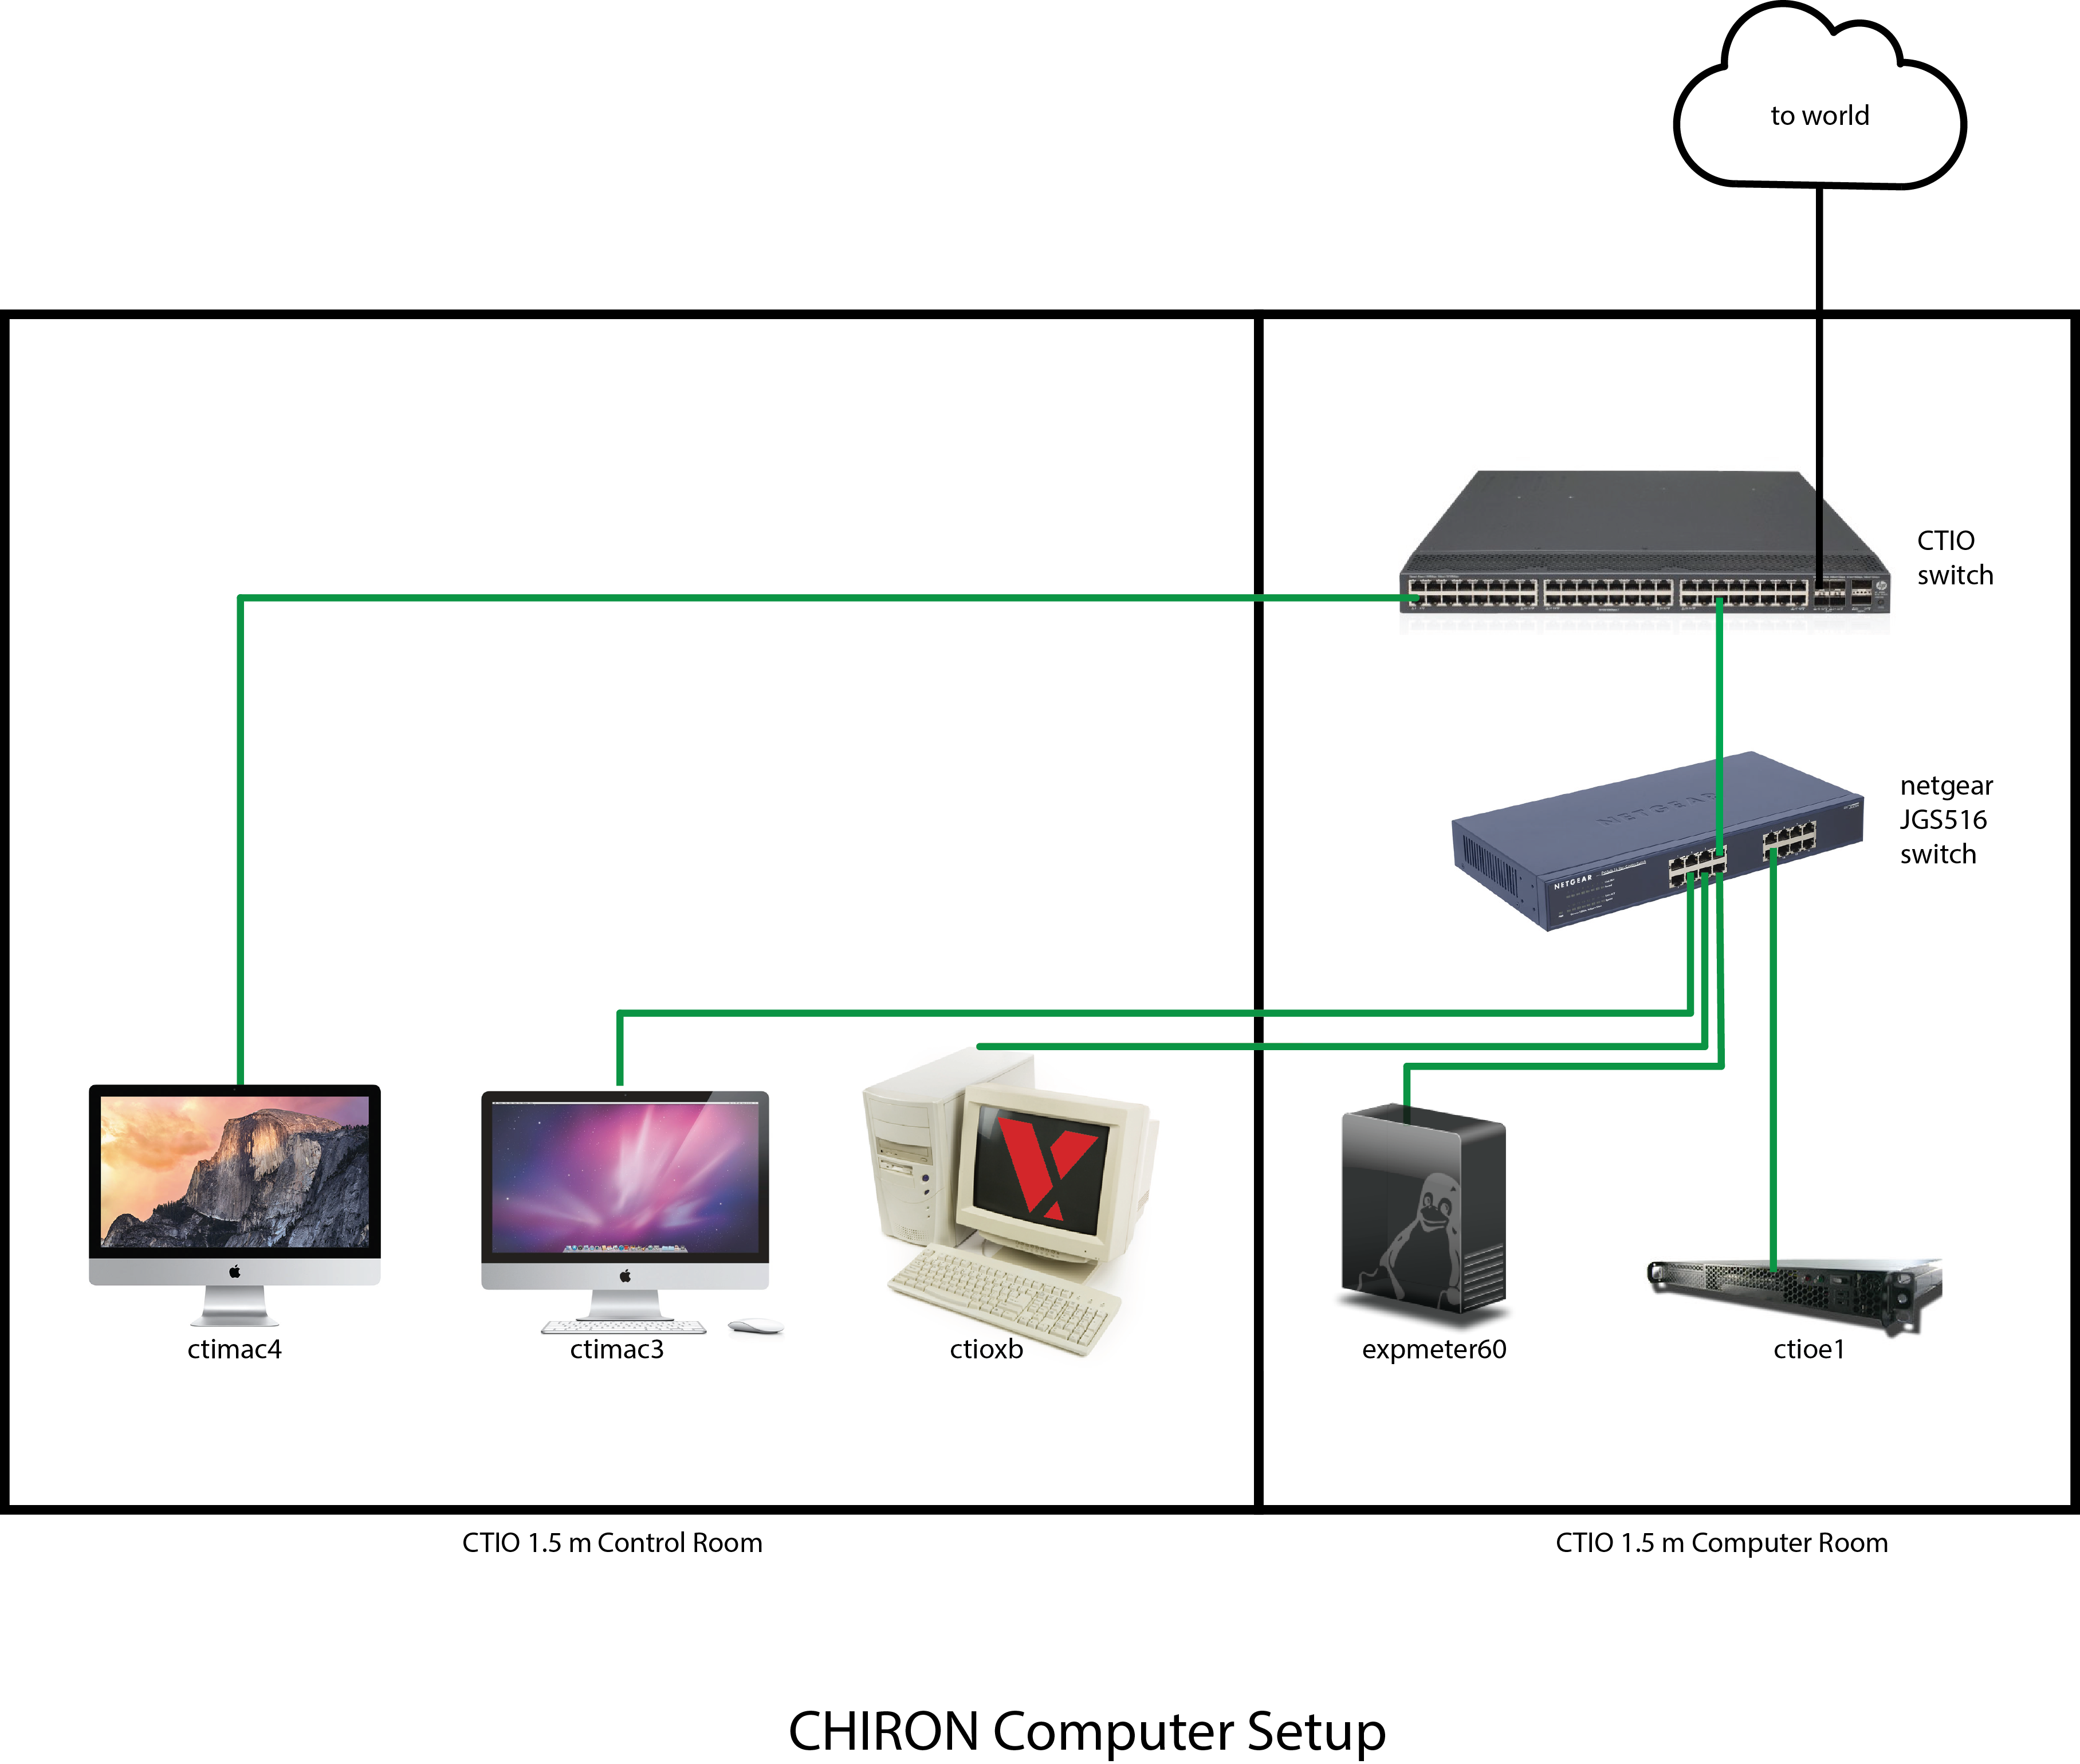 to world
CTIO
switch
netgear
JGS516
switch
NETGEAR
NETGEAR
ctimac4
ctimac3
ctioxb
expmeter60
ctioe1
CTIO 1.5 m Control Room
CTIO 1.5 m Computer Room
CHIRON Computer Setup